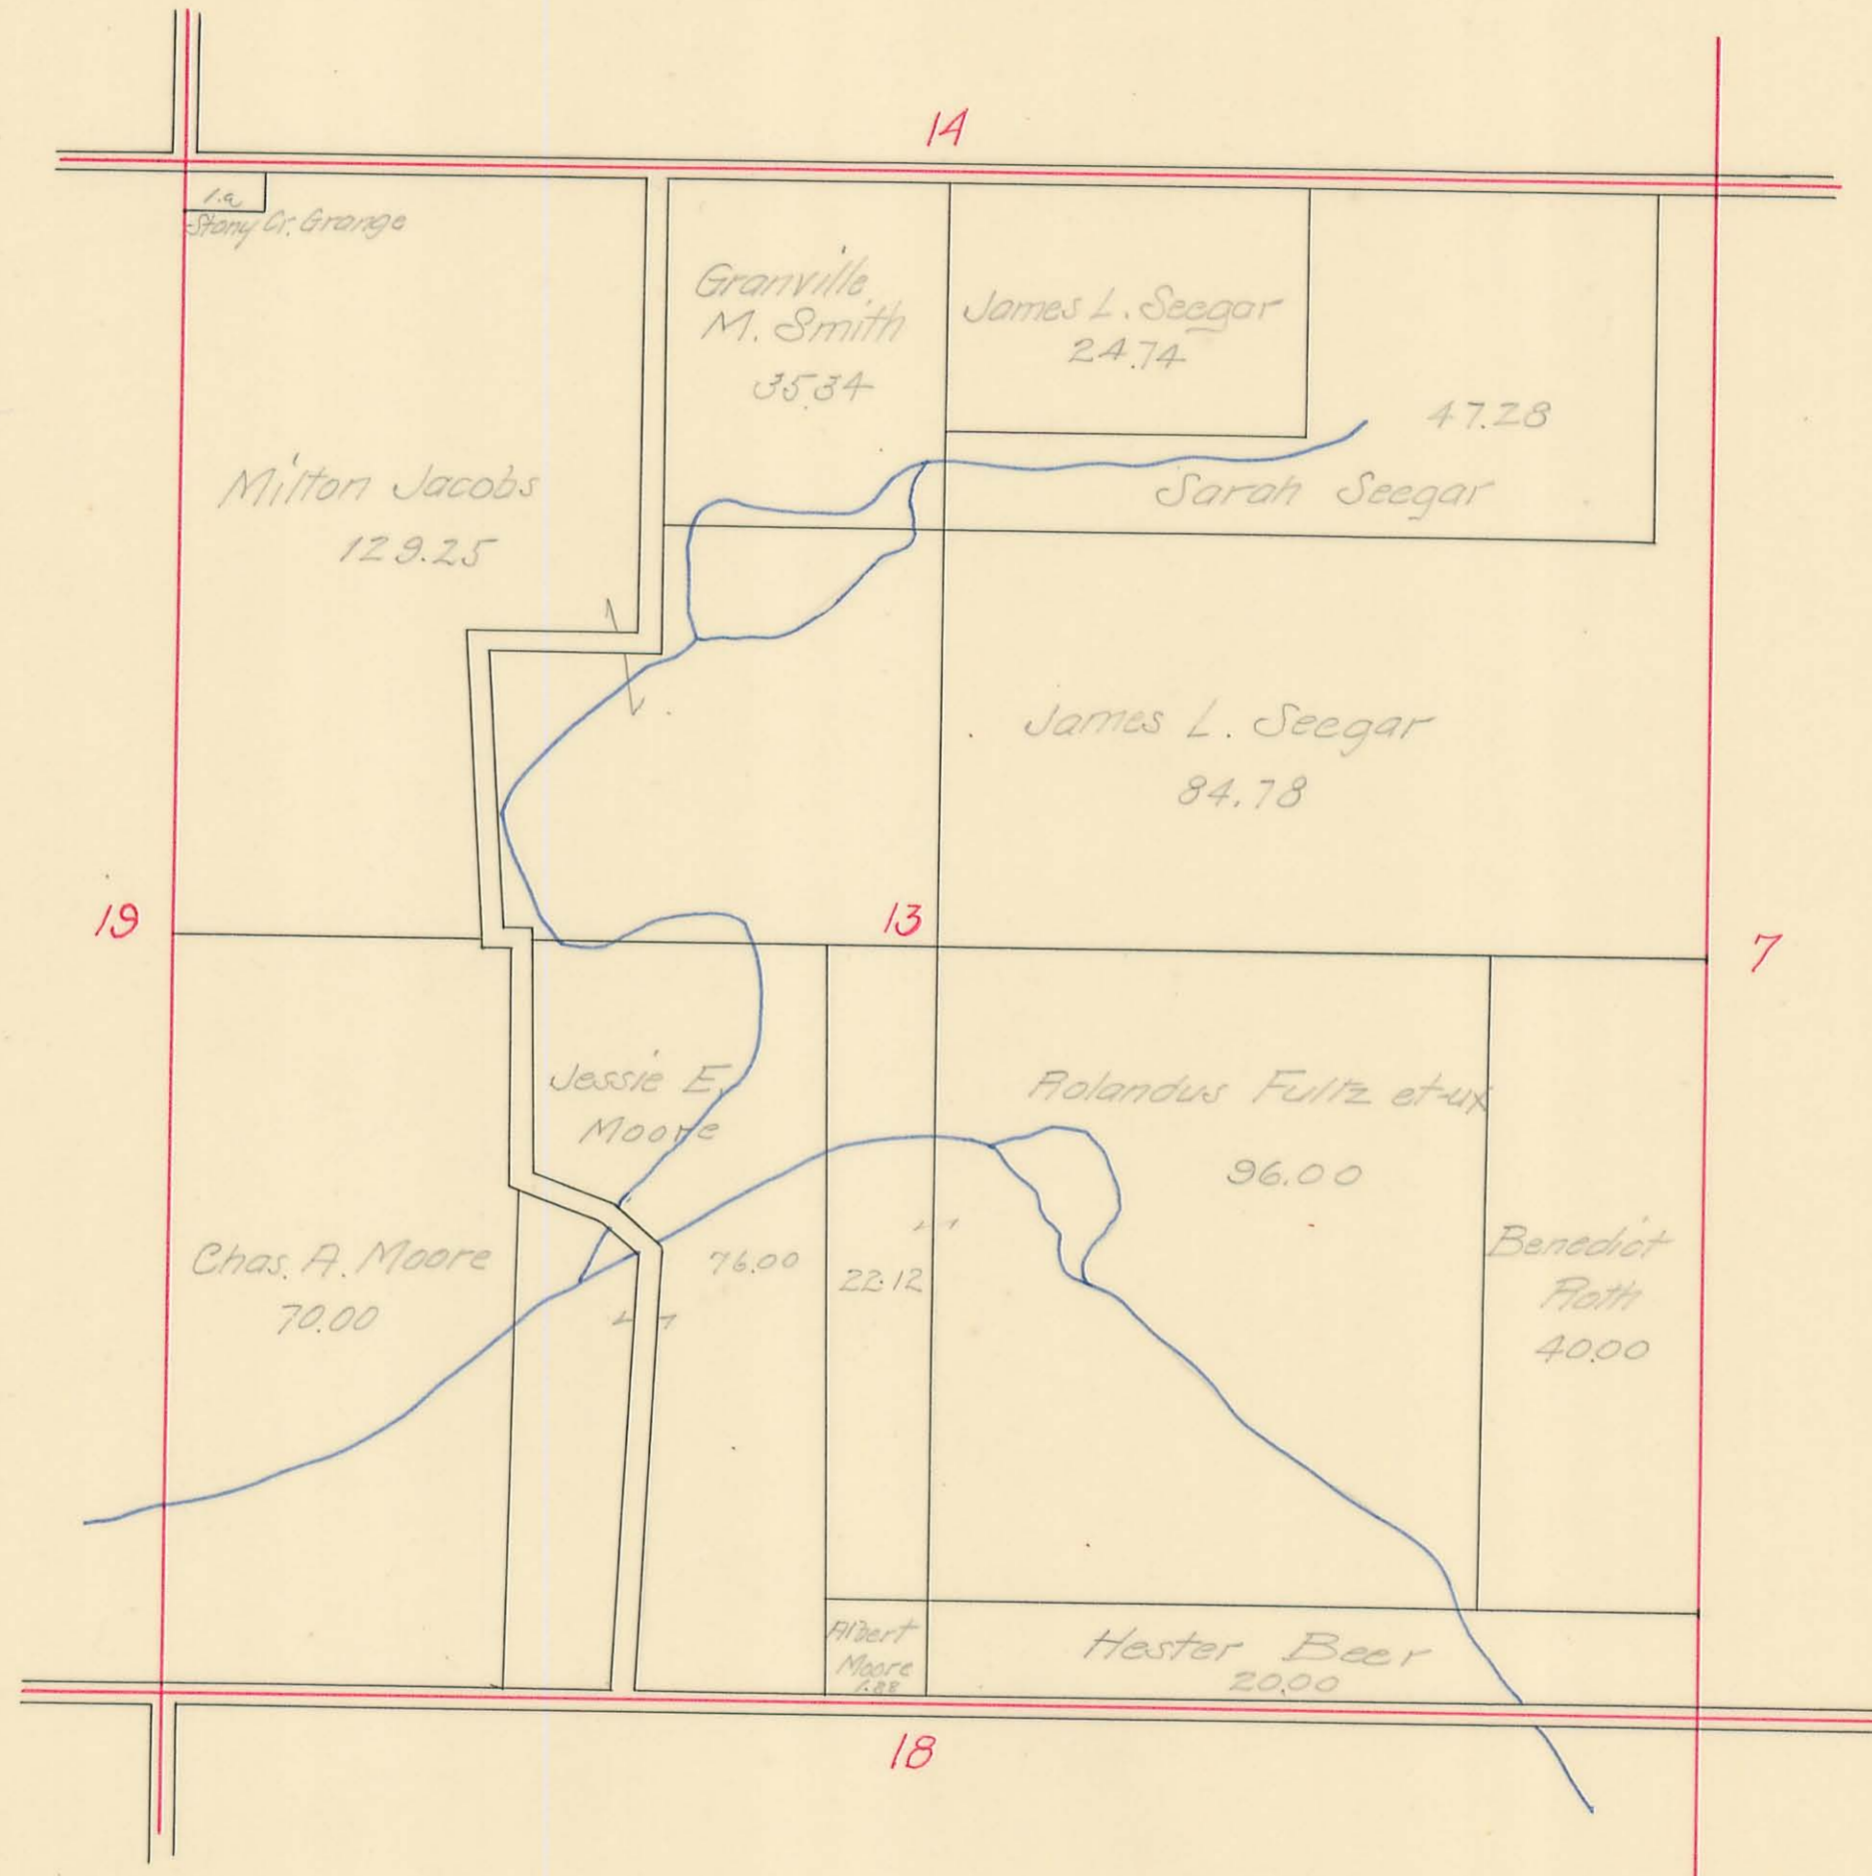 14
1.a
Stony Cr. Grange
Granville
M. Smith
35.34
James L. Seegar
24.74
47.28
Sarah Seegar
Milton Jacobs
129.25
James L. Seegar
84.78
19
13
7
Jessie E.
Moore
76.00
Rolandus Fultz et-ux
96.00
Chas. A. Moore
70.00
22.12
Benedict
Roth
40.00
Albert
Moore
1.88
Hester Beer
20.00
18